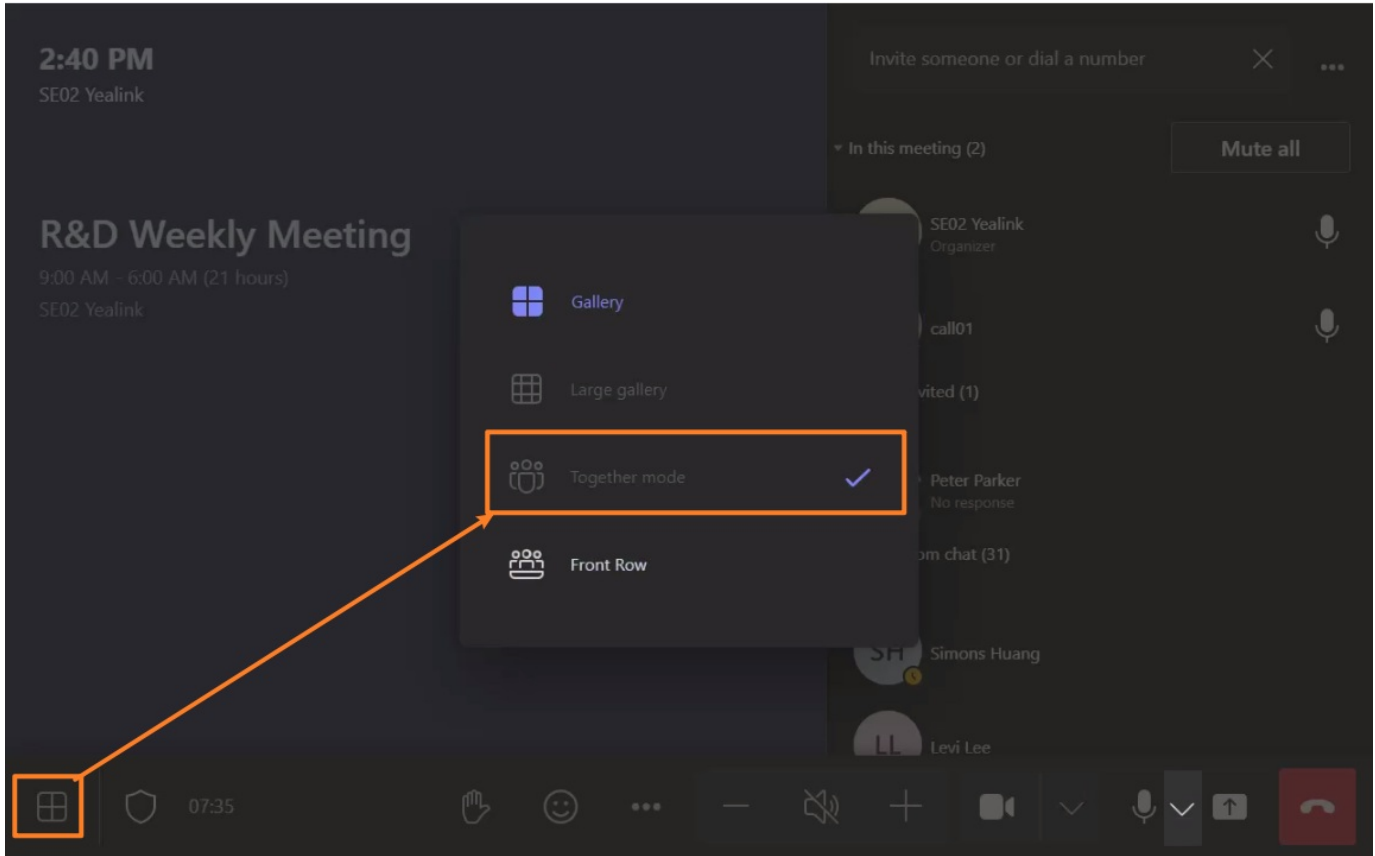 2:40 PM
SE02 Yealink
R&D Weekly Meeting
9:00 AM - 6:00 AM (21 hours)
SE02 Yealink
Gallery
Large gallery
Together mode
Front Row
Invite someone or dial a number
In this meeting (2)
Mute all
SE02 Yealink
Organizer
call01
vited (1)
Peter Parker
No response
om chat (31)
SH
Simons Huang
LL
Levi Lee
07:35